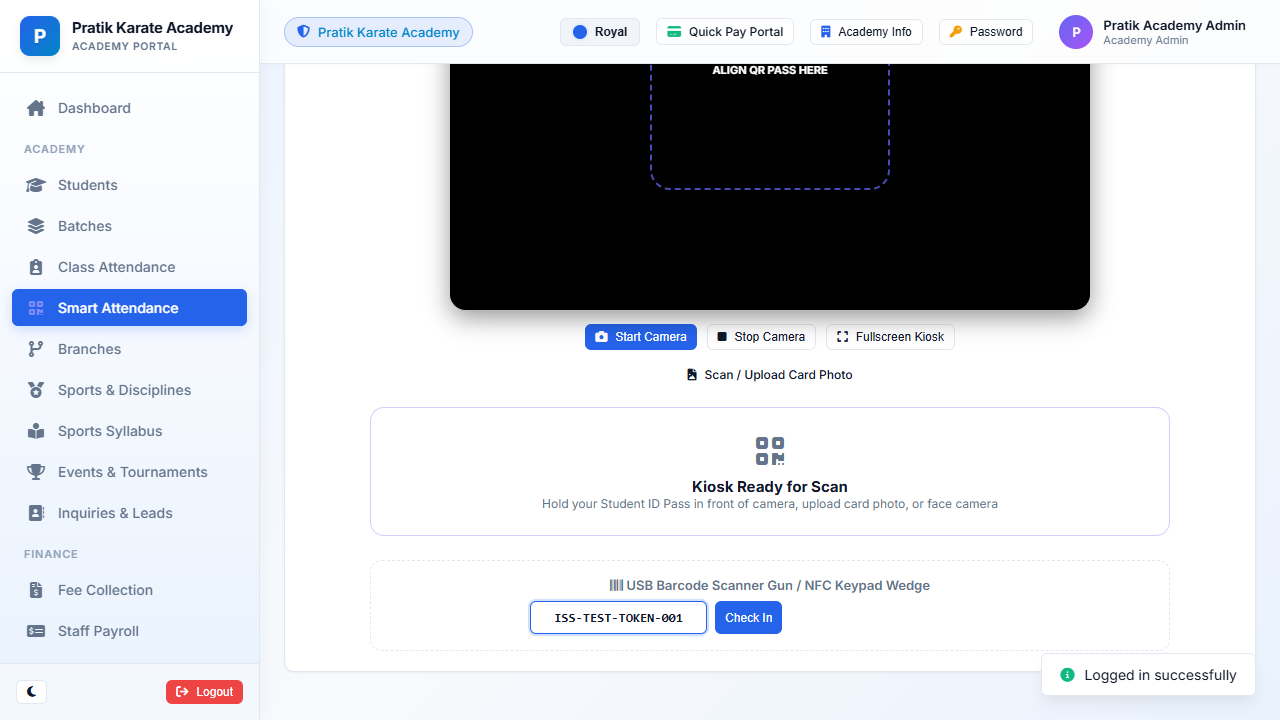 P
Pratik Karate Academy
ACADEMY PORTAL
Dashboard
ACADEMY
Students
Batches
Class Attendance
Smart Attendance
Branches
Sports & Disciplines
Sports Syllabus
Events & Tournaments
Inquiries & Leads
FINANCE
Fee Collection
Staff Payroll
Logout
Pratik Karate Academy
Royal
Quick Pay Portal
Academy Info
Password
P
Pratik Academy Admin
Academy Admin
ALIGN QR PASS HERE
Start Camera
Stop Camera
Fullscreen Kiosk
Scan / Upload Card Photo
Kiosk Ready for Scan
Hold your Student ID Pass in front of camera, upload card photo, or face camera
USB Barcode Scanner Gun / NFC Keypad Wedge
ISS-TEST-TOKEN-001
Check In
Logged in successfully